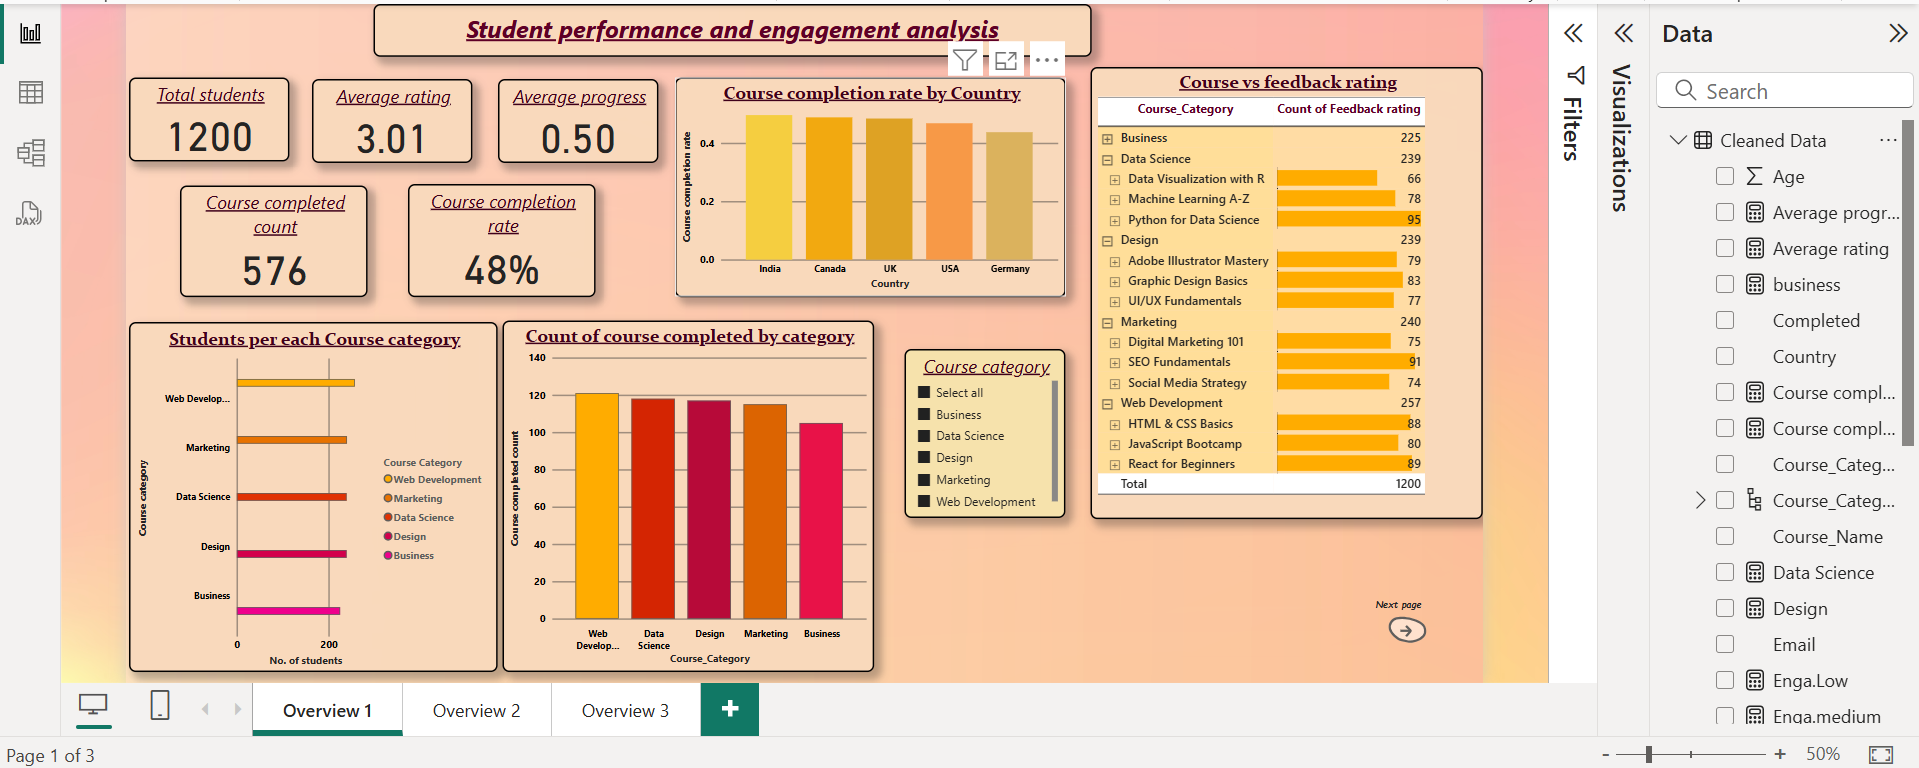 Student performance and engagement analysis
Total students
1200
Average rating
3.01
Average progress
0.50
Course completed
count
576
Course completion
rate
48%
Course completion rate by Country
Course completion rate
0.4
0.2
0.0
India
Canada
UK
USA
Germany
Country
Course vs feedback rating
Course_Category Count of Feedback rating
Business 225
Data Science 239
Data Visualization with R 66
Machine Learning A-Z 78
Python for Data Science 95
Design 239
Adobe Illustrator Mastery 79
Graphic Design Basics 83
UI/UX Fundamentals 77
Marketing 240
Digital Marketing 101 75
SEO Fundamentals 91
Social Media Strategy 74
Web Development 257
HTML & CSS Basics 88
JavaScript Bootcamp 80
React for Beginners 89
Total 1200
Students per each Course category
Course category
Web Develop...
Marketing
Data Science
Design
Business
0
200
No. of students
Course Category
Web Development
Marketing
Data Science
Design
Business
Count of course completed by category
Course completed count
140
120
100
80
60
40
20
0
Web
Develop...
Data
Science
Design
Marketing
Business
Course_Category
Course category
Select all
Business
Data Science
Design
Marketing
Web Development
Next page
Filters
Visualizations
Data
Search
Cleaned Data
Age
Average progr...
Average rating
business
Completed
Country
Course compl...
Course compl...
Course_Categ...
Course_Categ...
Course_Name
Data Science
Design
Email
Enga.Low
Enga.medium
DAX
Overview 1
Overview 2
Overview 3
+
Page 1 of 3
- + 50%